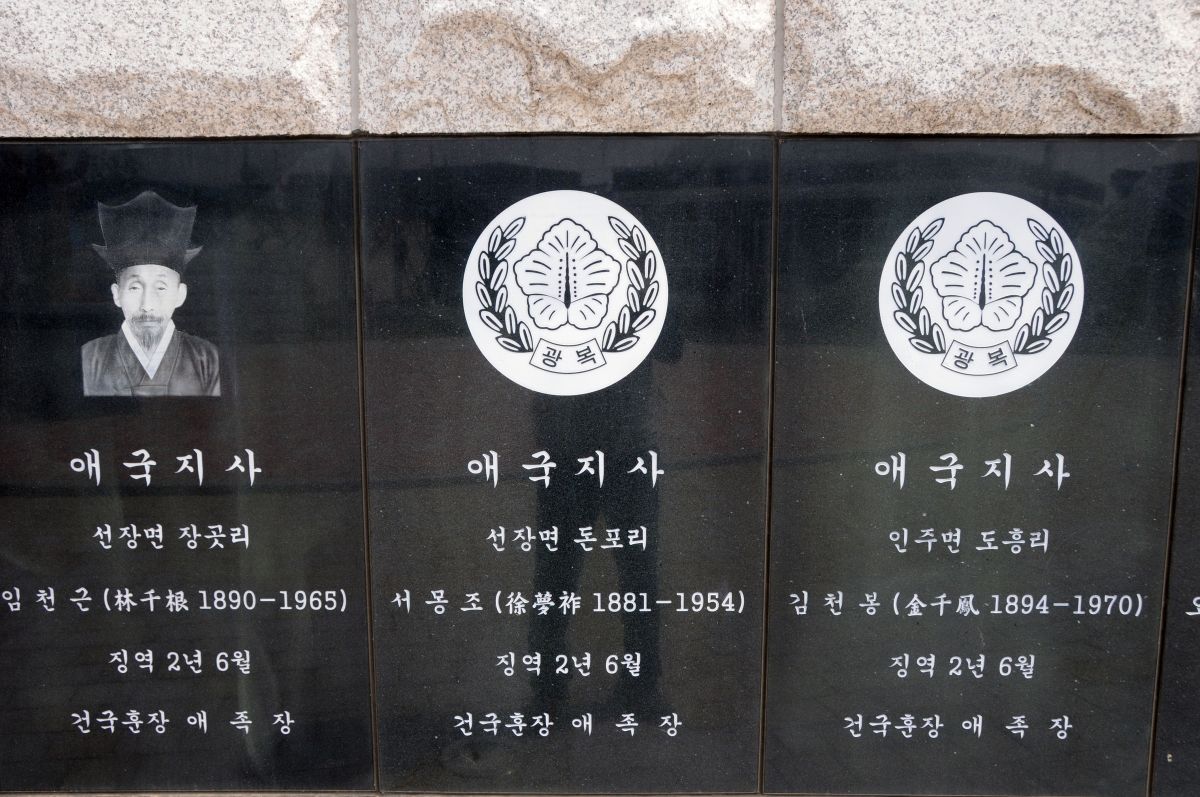 애국지사
선장면 장곳리
임천근 (林千根 1890-1965)
징역 2년 6월
건국훈장 애족장
광복
애국지사
선장면 돈포리
서몽조 (徐夢祚 1881-1954)
징역 2년 6월
건국훈장 애족장
광복
애국지사
인주면 도흥리
김천봉 (金千鳳 1894-1970)
징역 2년 6월
건국훈장 애족장